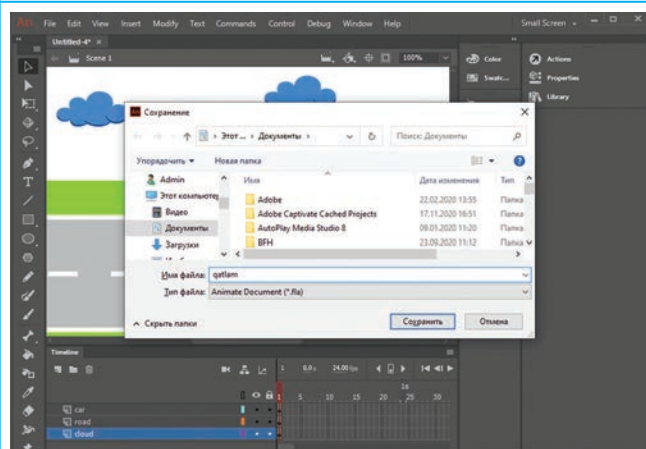 An File Edit View Insert Modify Text Commands Control Debug Window Help Small Screen
Untitled-4* ×
Scene 1 100%
Color
Swatc...
Actions
Properties
Library
Сохранение
Этот ... › Документы ›
Поиск: Документы
Упорядочить Новая папка
Admin
Этот компьютер
Видео
Документы
Загрузки
Имя Дата изменения Тип
Adobe 22.02.2020 13:55 Папка
Adobe Captivate Cached Projects 17.11.2020 16:51 Папка
AutoPlay Media Studio 8 09.01.2020 11:20 Папка
BFH 23.09.2020 11:12 Папка
Имя файла: qatlam
Тип файла: Animate Document (*.fla)
Скрыть папки Сохранить Отмена
Timeline
1 0.0 s 24.00 fps
1s
1 5 10 15 20 25 30
car
road
cloud